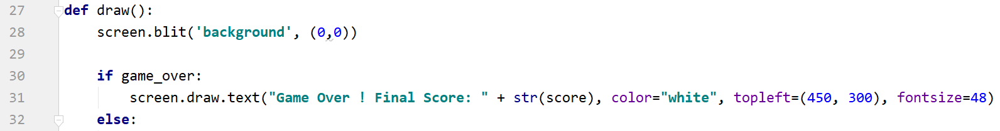 27 def draw():
28     screen.blit('background', (0,0))
29
30     if game_over:
31         screen.draw.text("Game Over ! Final Score: " + str(score), color="white", topleft=(450, 300), fontsize=48)
32     else: